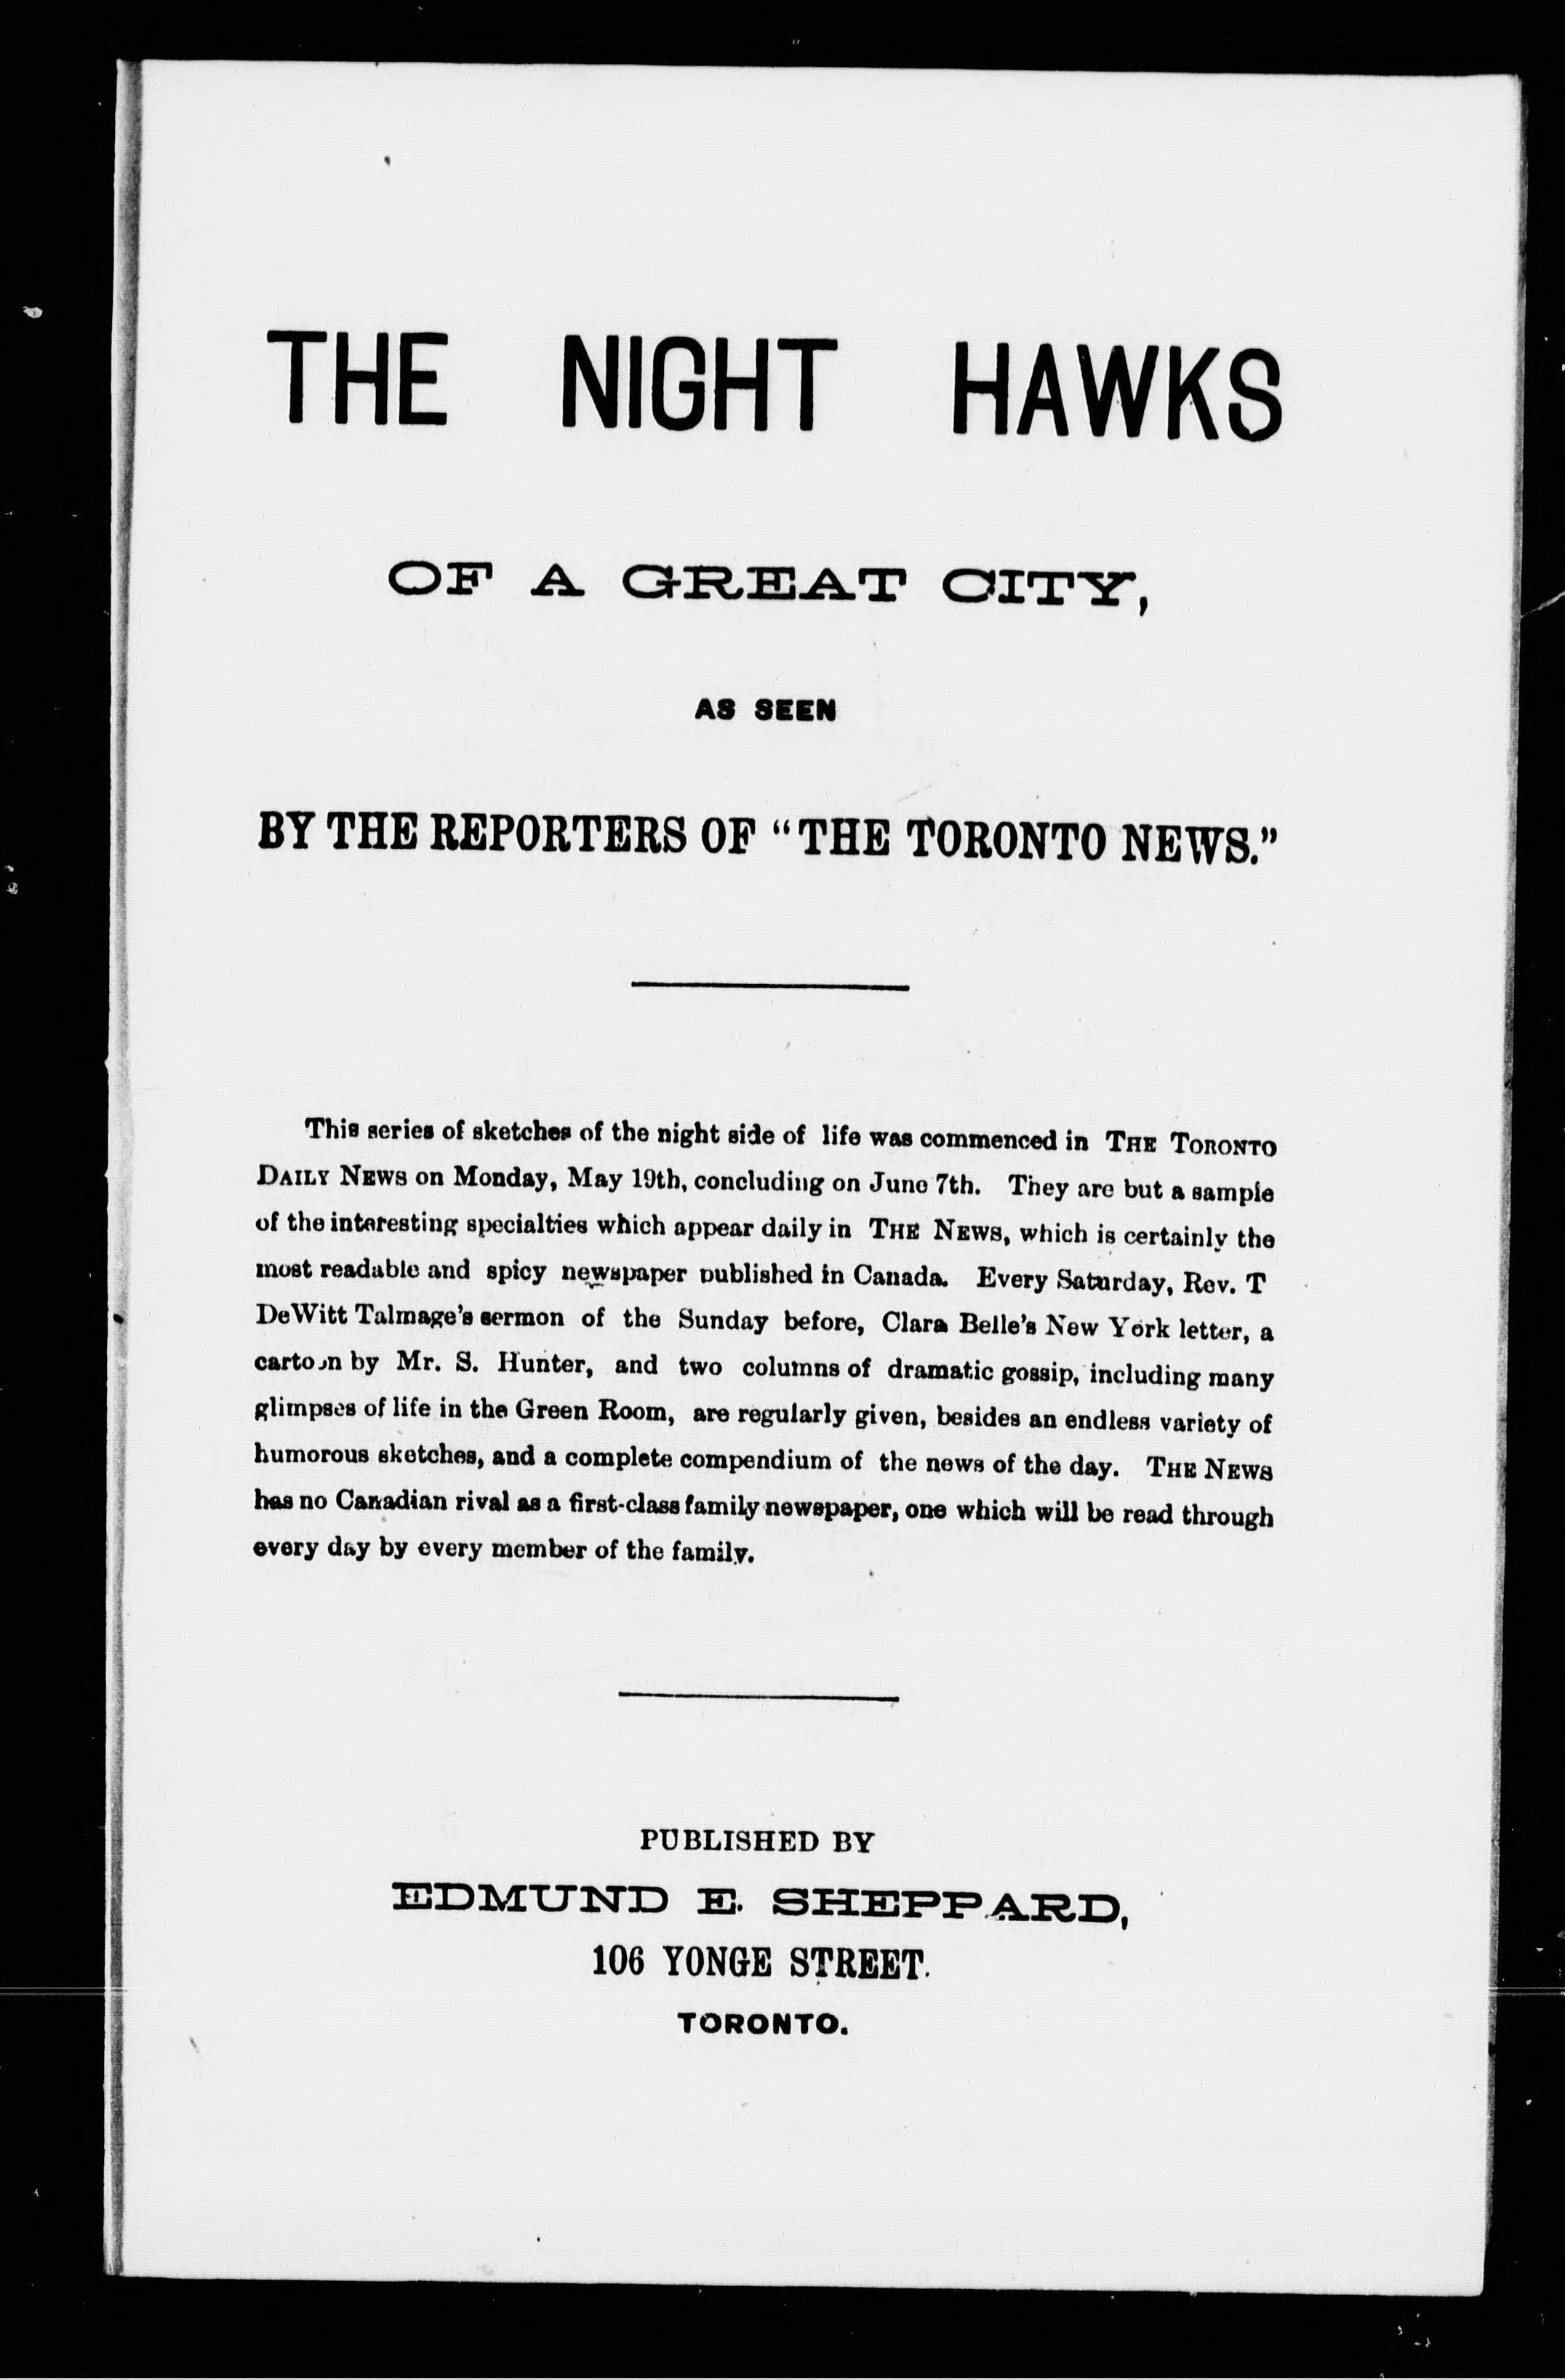 THE NIGHT HAWKS
OF A GREAT CITY,
AS SEEN
BY THE REPORTERS OF "THE TORONTO NEWS."
This series of sketches of the night side of life was commenced in THE TORONTO
DAILY NEWS on Monday, May 19th, concluding on June 7th. They are but a sample
of the interesting specialties which appear daily in THE NEWS, which is certainly the
most readable and spicy newspaper published in Canada. Every Saturday, Rev. T
DeWitt Talmage's sermon of the Sunday before, Clara Belle's New York letter, a
cartoon by Mr. S. Hunter, and two columns of dramatic gossip, including many
glimpses of life in the Green Room, are regularly given, besides an endless variety of
humorous sketches, and a complete compendium of the news of the day. THE NEWS
has no Canadian rival as a first-class family newspaper, one which will be read through
every day by every member of the family.
PUBLISHED BY
EDMUND E. SHEPPARD,
106 YONGE STREET.
TORONTO.